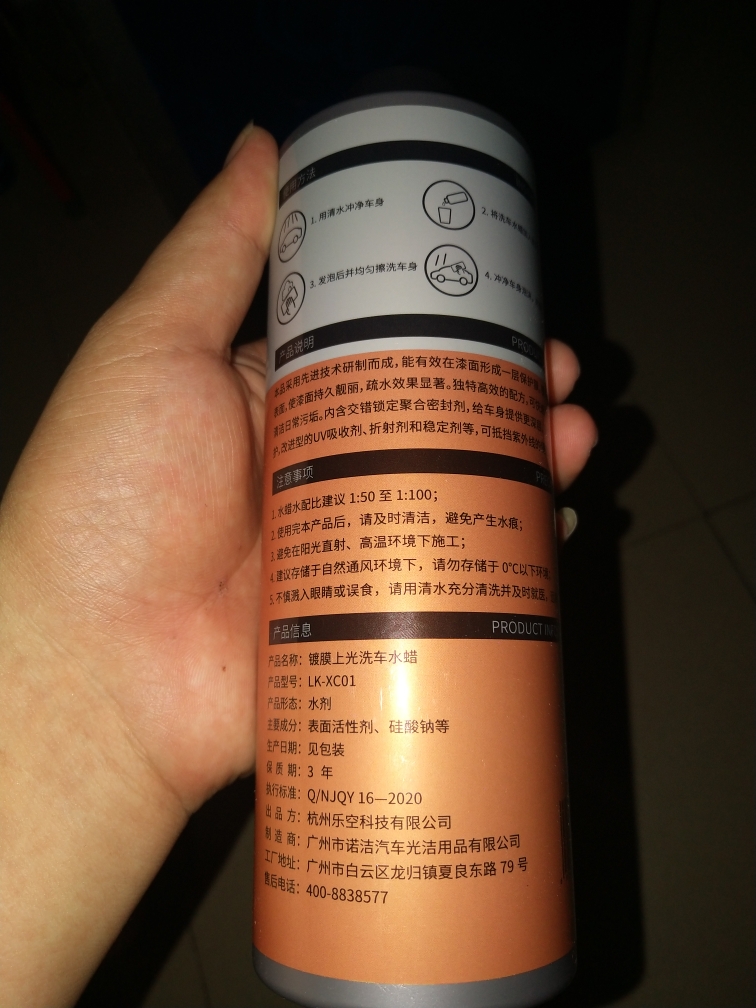 使用方法
1. 用清水冲净车身
2. 将洗车水蜡
3. 发泡后并均匀擦洗车身
4. 冲净车身
产品说明 PRODU
本品采用先进技术研制而成，能有效在漆面形成一层保护
表面，使漆面持久靓丽，疏水效果显著。独特高效的配方，可
清洁日常污垢。内含交错锁定聚合密封剂，给车身提供更
护，改进型的UV吸收剂、折射剂和稳定剂等，可抵挡紫外线
注意事项 PR
1. 水蜡水配比建议 1:50 至 1:100；
2. 使用完本产品后，请及时清洁，避免产生水痕；
3. 避免在阳光直射、高温环境下施工；
4. 建议存储于自然通风环境下，请勿存储于 0℃以下环境
5. 不慎溅入眼睛或误食，请用清水充分清洗并及时就医。
产品信息 PRODUCT INF
产品名称：镀膜上光洗车水蜡
产品型号：LK-XC01
产品形态：水剂
主要成分：表面活性剂、硅酸钠等
生产日期：见包装
保质期：3 年
执行标准：Q/NJQY 16—2020
出品方：杭州乐空科技有限公司
制造商：广州市诺洁汽车光洁用品有限公司
工厂地址：广州市白云区龙归镇夏良东路 79 号
售后电话：400-8838577